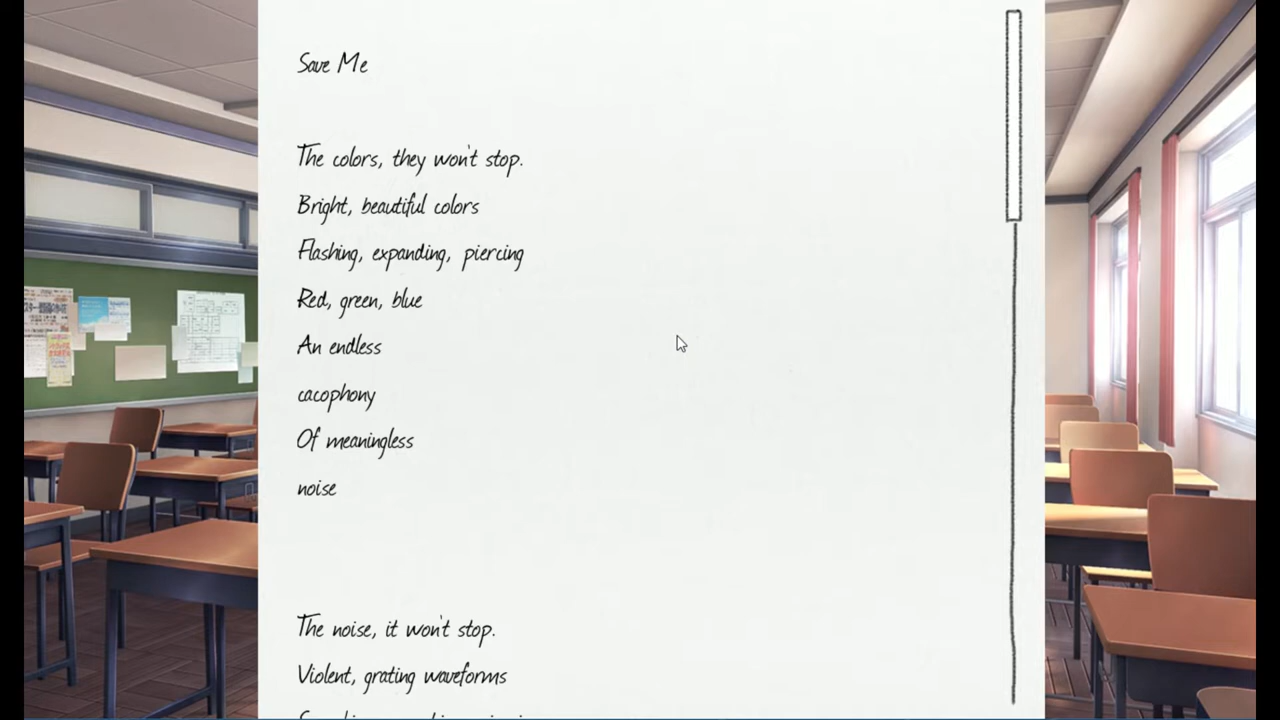 Save Me
The colors, they won't stop.
Bright, beautiful colors
Flashing, expanding, piercing
Red, green, blue
An endless
cacophony
Of meaningless
noise
The noise, it won't stop.
Violent, grating waveforms